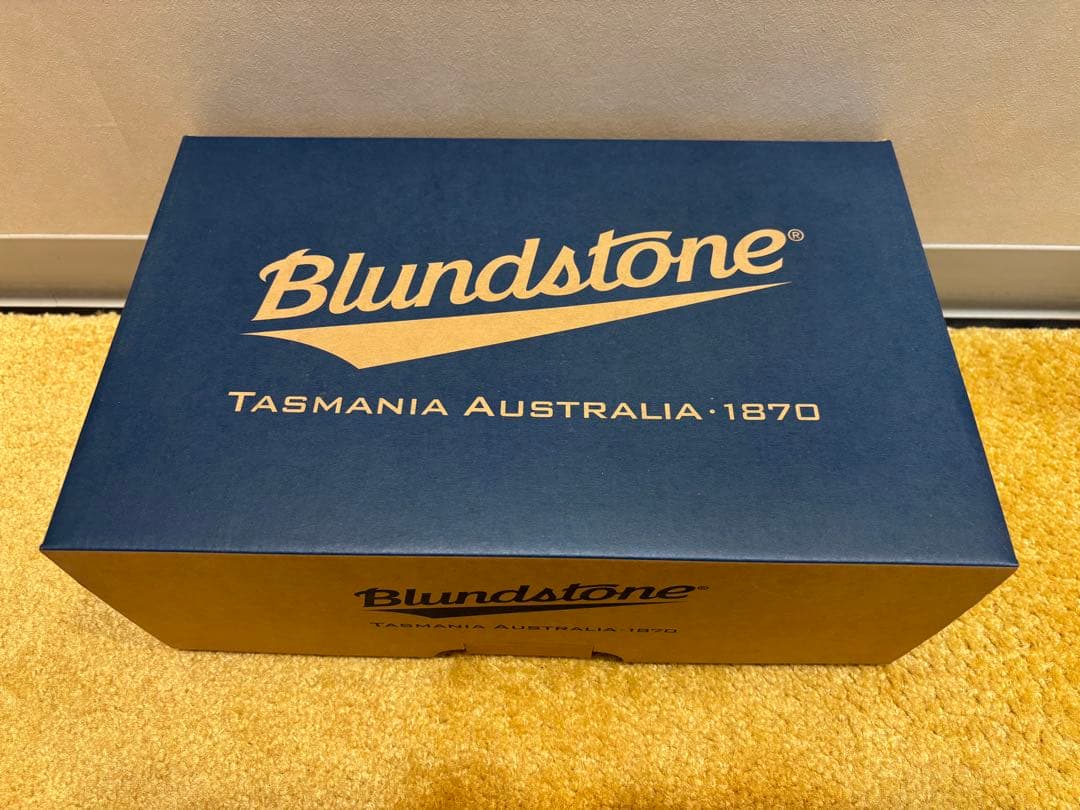 Blundstone®
TASMANIA AUSTRALIA · 1870
Blundstone®
TASMANIA AUSTRALIA · 1870